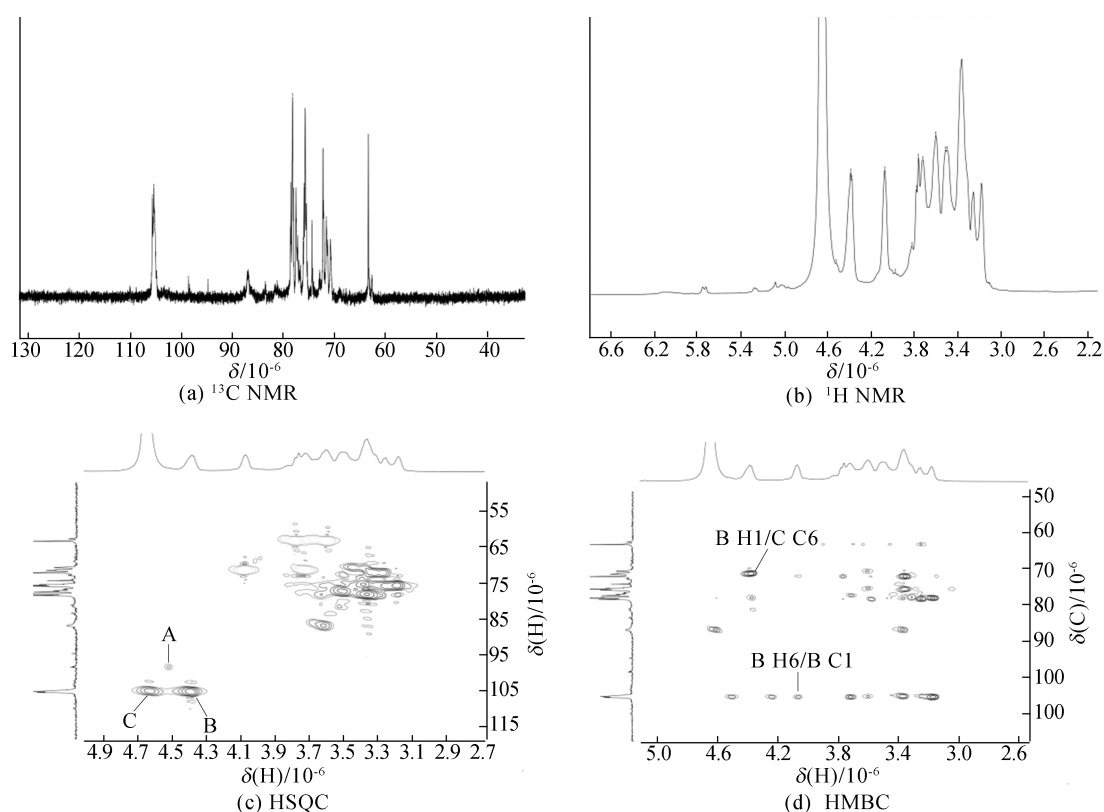 130 120 110 100 90 80 70 60 50 40
δ/10⁻⁶
(a) ¹³C NMR
6.6 6.2 5.8 5.4 5.0 4.6 4.2 3.8 3.4 3.0 2.6 2.2
δ/10⁻⁶
(b) ¹H NMR
55
65
75
85
95
105
115
δ(H)/10⁻⁶
A
C
B
4.9 4.7 4.5 4.3 4.1 3.9 3.7 3.5 3.3 3.1 2.9 2.7
δ(H)/10⁻⁶
(c) HSQC
50
60
70
80
90
100
100
δ(C)/10⁻⁶
B H1/C C6
B H6/B C1
5.0 4.6 4.2 3.8 3.4 3.0 2.6
δ(H)/10⁻⁶
(d) HMBC